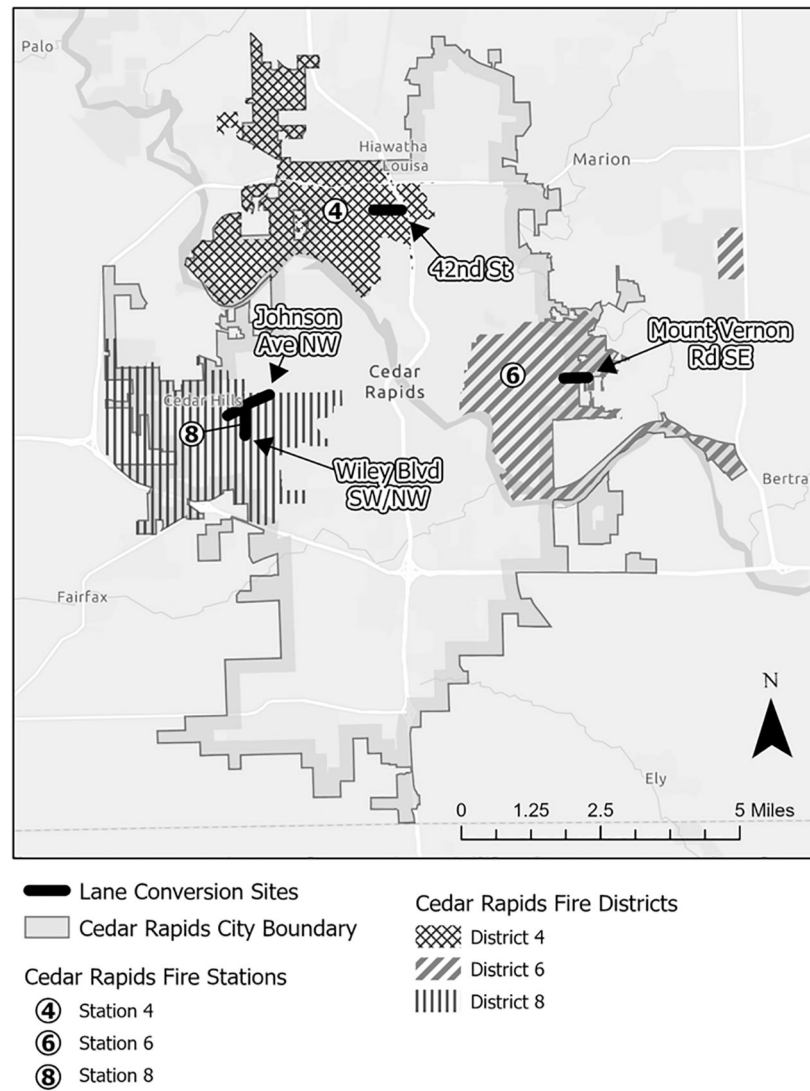 Palo
Hiawatha
Louisa
Marion
4
42nd St
Johnson
Ave NW
Mount Vernon
Rd SE
Cedar
Rapids
6
Cedar Hills
8
Wiley Blvd
SW/NW
Bertra
Fairfax
N
Ely
0 1.25 2.5 5 Miles
Lane Conversion Sites
Cedar Rapids City Boundary
Cedar Rapids Fire Stations
4 Station 4
6 Station 6
8 Station 8
Cedar Rapids Fire Districts
District 4
District 6
District 8